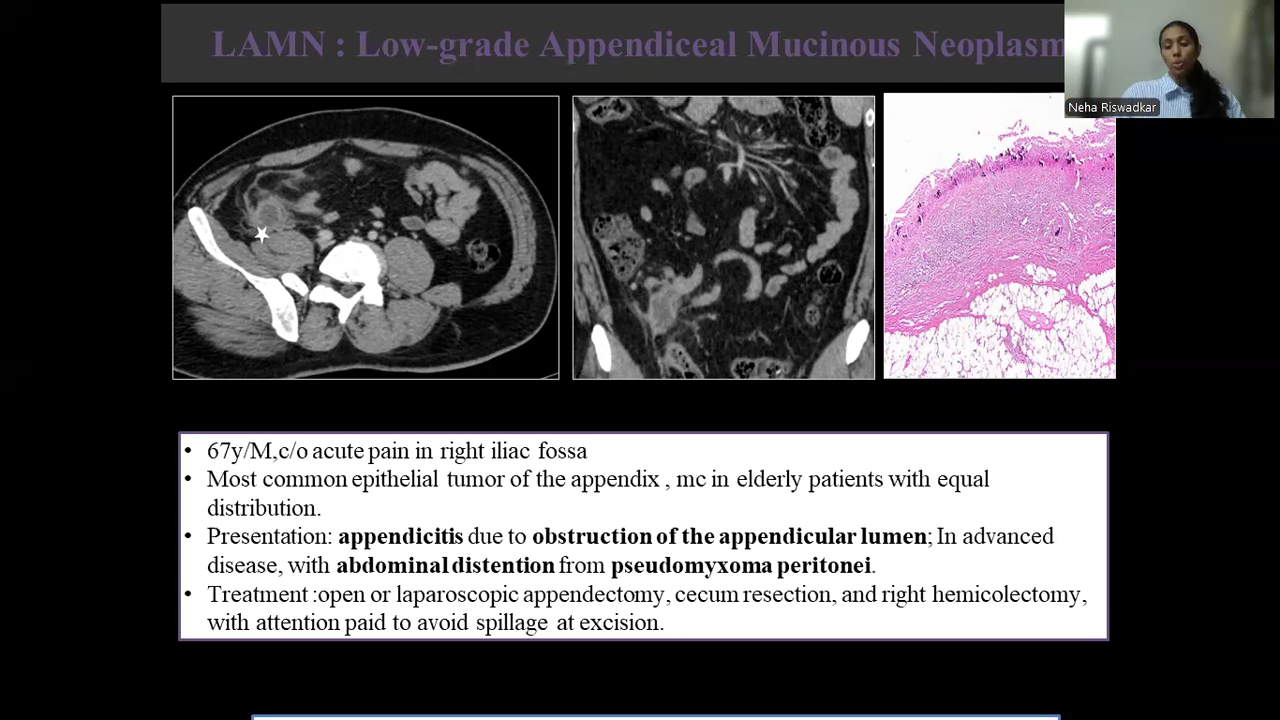 LAMN : Low-grade Appendiceal Mucinous Neoplasm
Neha Riswadkar
• 67y/M,c/o acute pain in right iliac fossa
• Most common epithelial tumor of the appendix , mc in elderly patients with equal
distribution.
• Presentation: appendicitis due to obstruction of the appendicular lumen; In advanced
disease, with abdominal distention from pseudomyxoma peritonei.
• Treatment :open or laparoscopic appendectomy, cecum resection, and right hemicolectomy,
with attention paid to avoid spillage at excision.